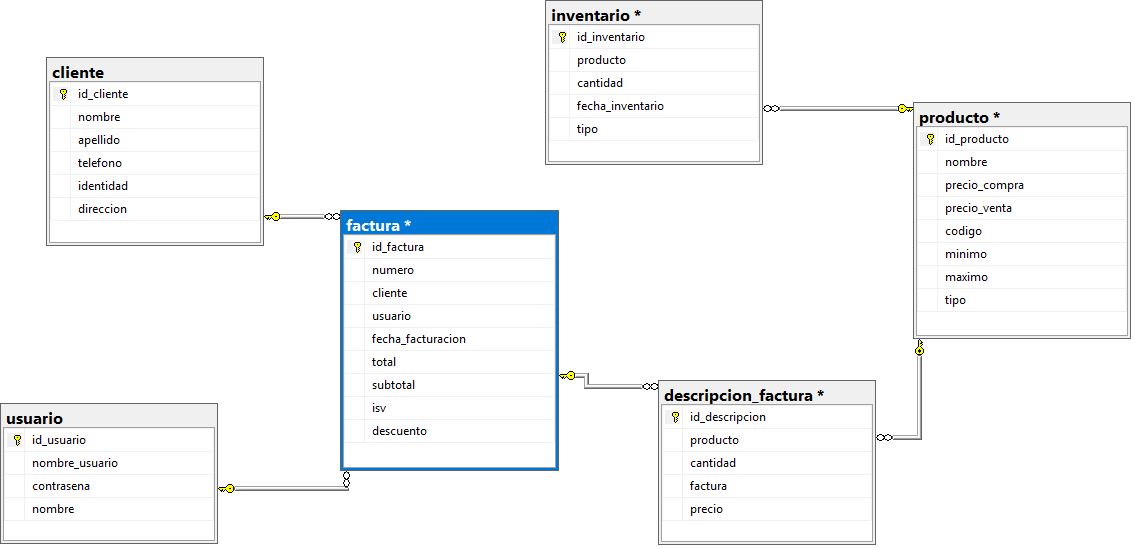 inventario *
id_inventario
producto
cantidad
fecha_inventario
tipo
cliente
id_cliente
nombre
apellido
telefono
identidad
direccion
producto *
id_producto
nombre
precio_compra
precio_venta
codigo
minimo
maximo
tipo
factura *
id_factura
numero
cliente
usuario
fecha_facturacion
total
subtotal
isv
descuento
usuario
id_usuario
nombre_usuario
contrasena
nombre
descripcion_factura *
id_descripcion
producto
cantidad
factura
precio